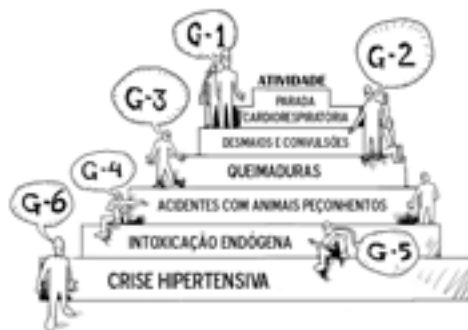 G-1
G-2
ATIVIDADE
PARADA
CARDIORESPIRATÓRIA
G-3
DESMAIOS E CONVULSÕES
QUEIMADURAS
G-4
ACIDENTES COM ANIMAIS PEÇONHENTOS
G-6
INTOXICAÇÃO ENDÓGENA
G-5
CRISE HIPERTENSIVA